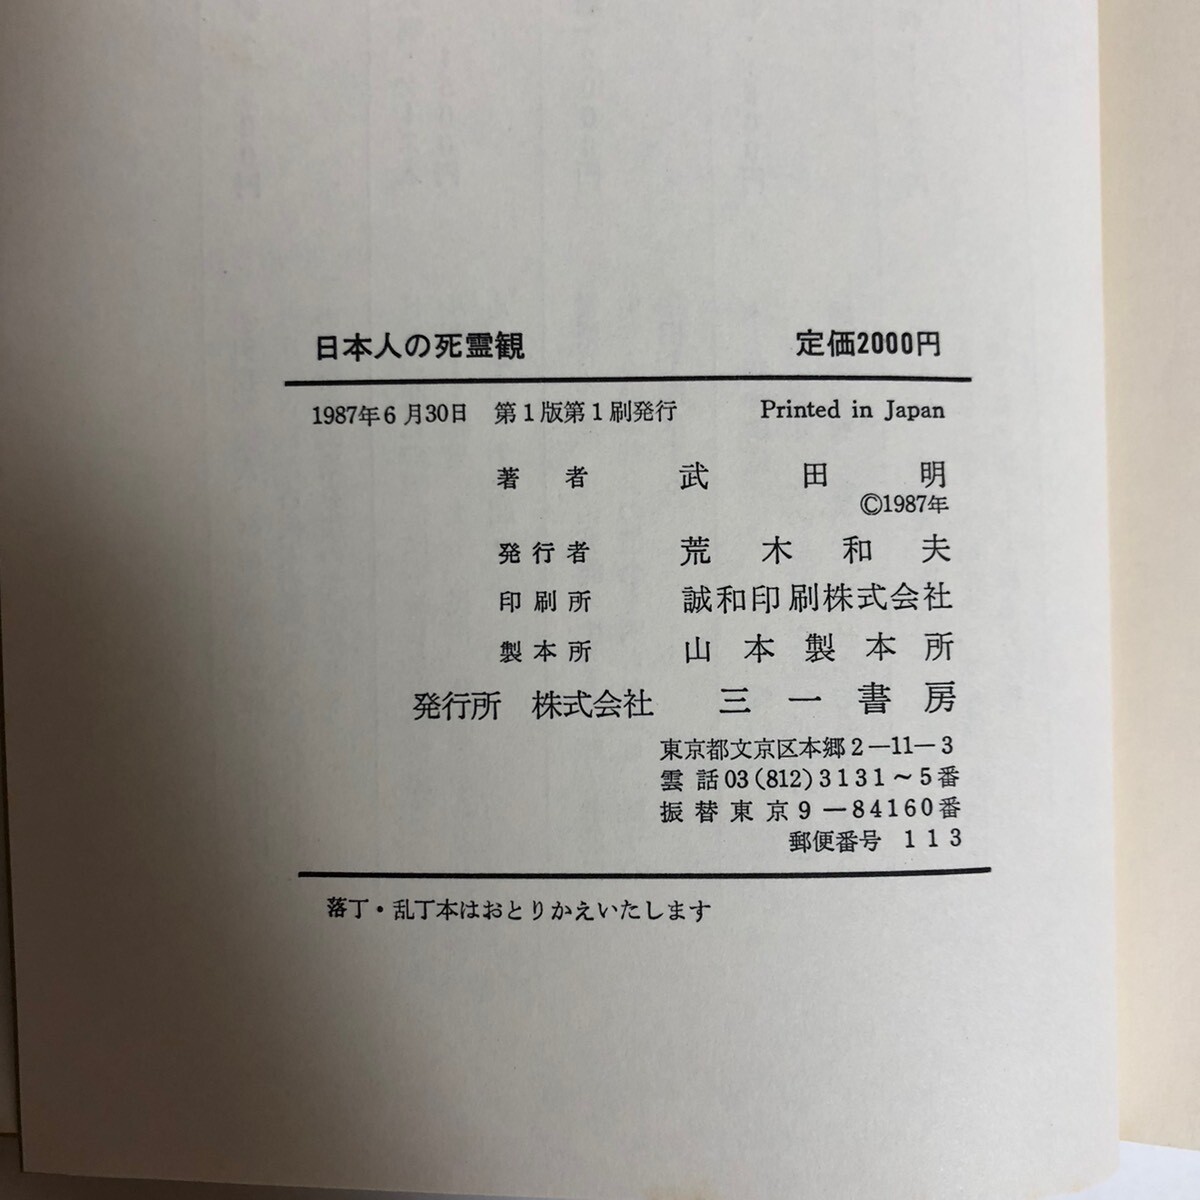 日本人の死霊観 定価2000円
1987年6月30日 第1版第1刷発行 Printed in Japan
著者 武田明
©1987年
発行者 荒木和夫
印刷所 誠和印刷株式会社
製本所 山本製本所
発行所 株式会社 三一書房
東京都文京区本郷2—11—3
雲話03(812)3131～5番
振替東京9—84160番
郵便番号 113
落丁・乱丁本はおとりかえいたします